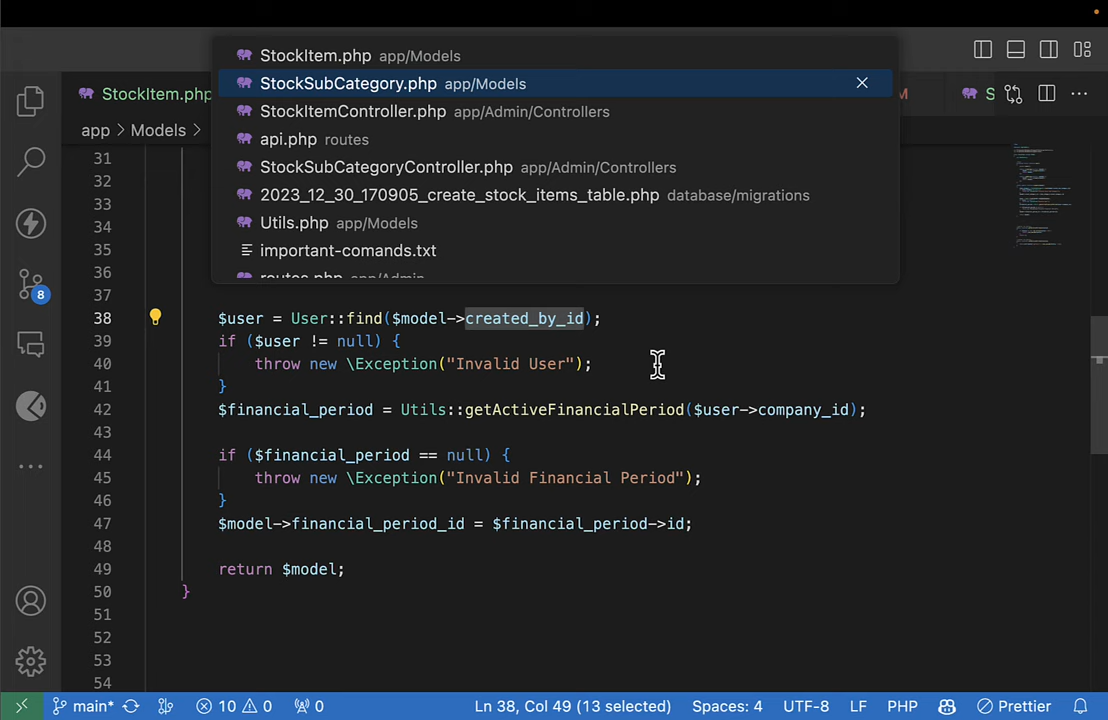 StockItem.php app/Models
StockSubCategory.php app/Models
StockItemController.php app/Admin/Controllers
api.php routes
StockSubCategoryController.php app/Admin/Controllers
2023_12_30_170905_create_stock_items_table.php database/migrations
Utils.php app/Models
important-comands.txt
routes.php app/Admin
StockItem.php
M
S
app > Models >
31
32
33
34
35
36
37
38 $user = User::find($model->created_by_id);
39 if ($user != null) {
40 throw new \Exception("Invalid User");
41 }
42 $financial_period = Utils::getActiveFinancialPeriod($user->company_id);
43
44 if ($financial_period == null) {
45 throw new \Exception("Invalid Financial Period");
46 }
47 $model->financial_period_id = $financial_period->id;
48
49 return $model;
50 }
51
52
53
54
8
main* 10 0 0 Ln 38, Col 49 (13 selected) Spaces: 4 UTF-8 LF PHP Prettier